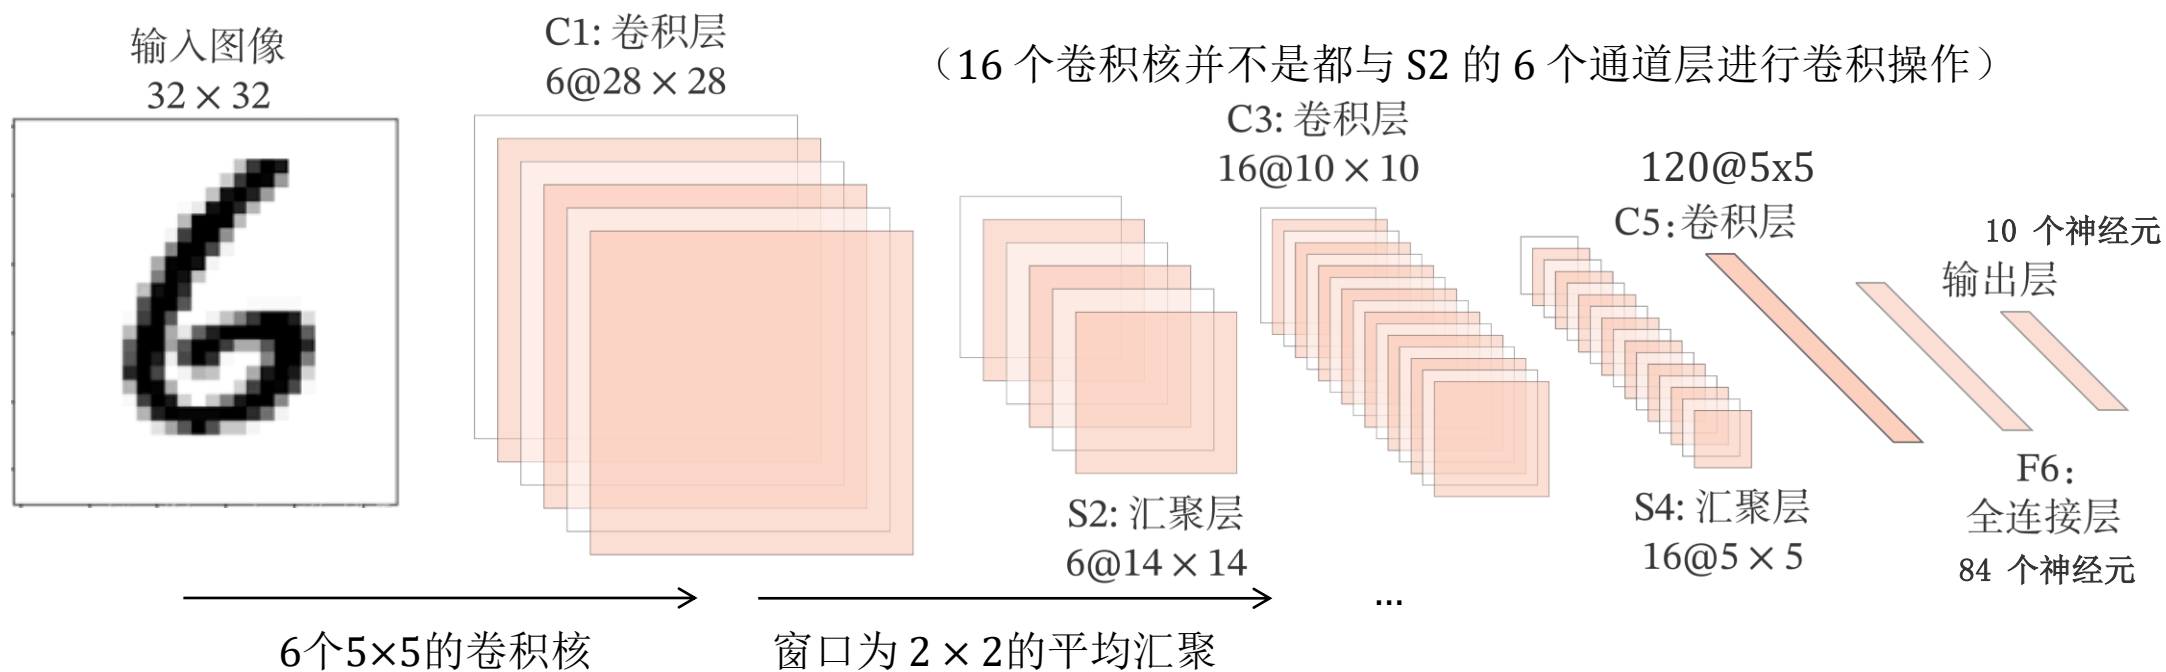 输入图像
32 × 32
C1: 卷积层
6@28 × 28
（16 个卷积核并不是都与 S2 的 6 个通道层进行卷积操作）
C3: 卷积层
16@10 × 10
120@5x5
C5: 卷积层
10 个神经元
输出层
S2: 汇聚层
6@14 × 14
S4: 汇聚层
16@5 × 5
F6:
全连接层
84 个神经元
6个5×5的卷积核
窗口为 2 × 2的平均汇聚
...